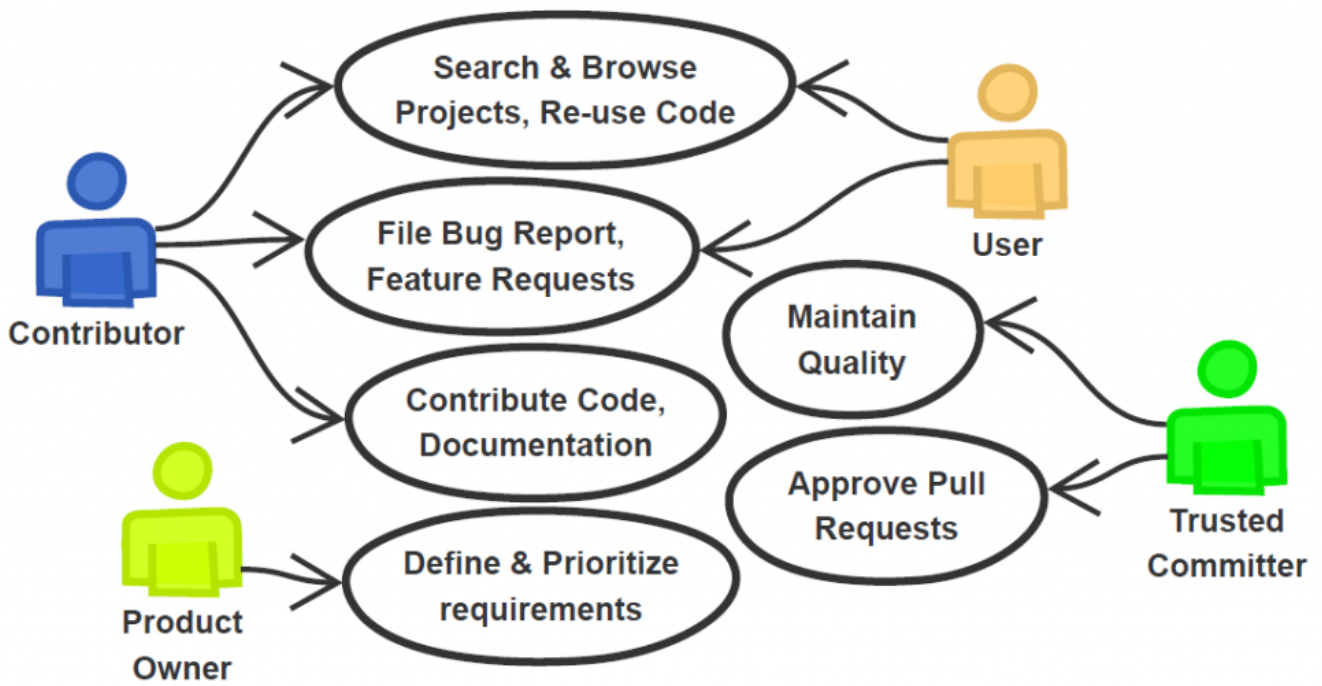 Search & Browse
Projects, Re-use Code
User
File Bug Report,
Feature Requests
Contributor
Maintain
Quality
Contribute Code,
Documentation
Approve Pull
Requests
Trusted
Committer
Define & Prioritize
requirements
Product
Owner